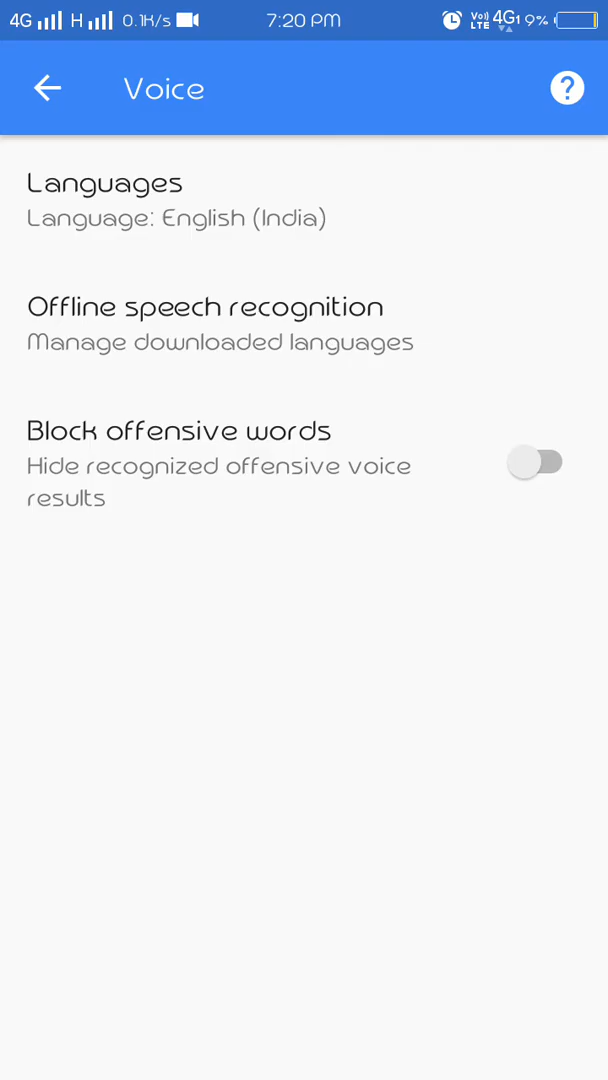 4G H 0.1K/s 7:20 PM Vo) LTE 4G1 9%
Voice ?
Languages
Language: English (India)
Offline speech recognition
Manage downloaded languages
Block offensive words
Hide recognized offensive voice
results